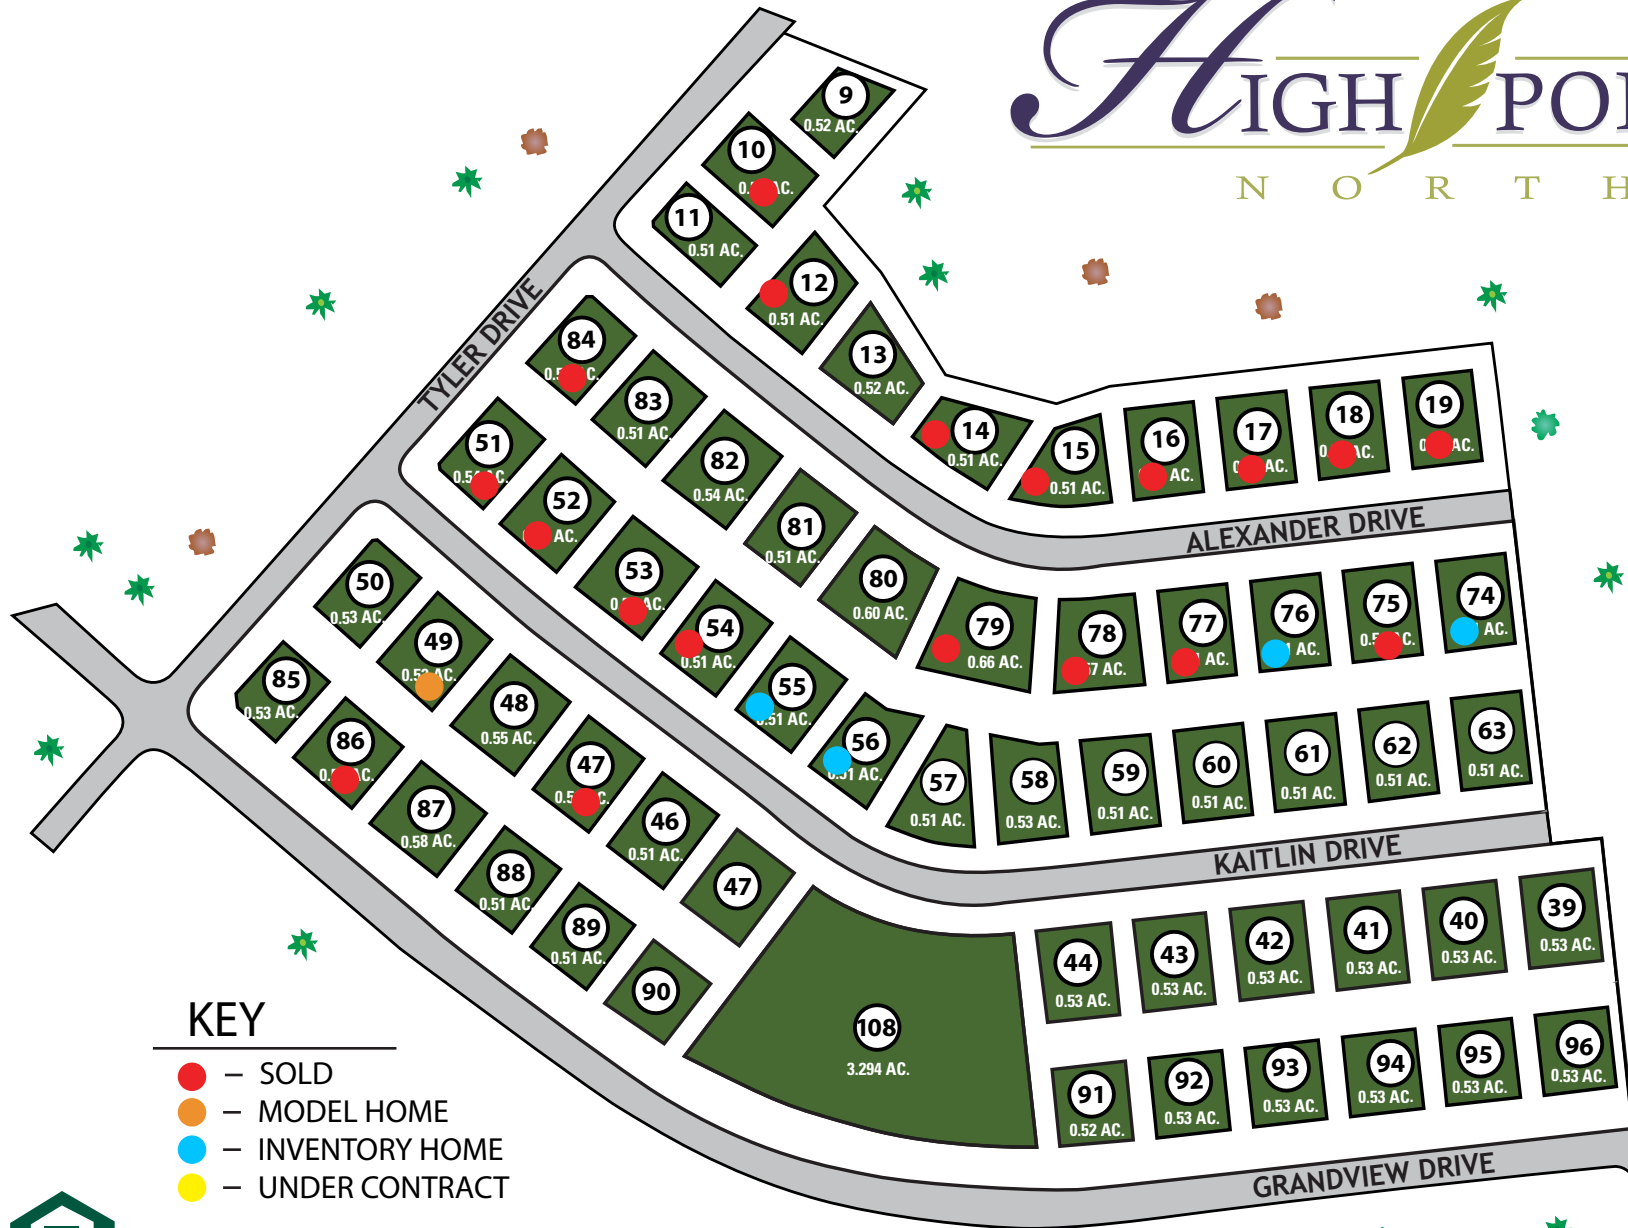 HIGH
NORTH
9
0.52 AC.
10
AC.
11
0.51 AC.
12
0.51 AC.
13
0.52 AC.
14
0.51 AC.
15
0.51 AC.
16
AC.
17
AC.
18
AC.
19
AC.
TYLER DRIVE
ALEXANDER DRIVE
84
83
0.51 AC.
82
0.54 AC.
81
0.51 AC.
80
0.60 AC.
79
0.66 AC.
78
AC.
77
AC.
76
AC.
75
74
AC.
51
52
AC.
53
AC.
54
0.51 AC.
55
0.51 AC.
56
0.51 AC.
57
0.51 AC.
58
0.53 AC.
59
0.51 AC.
60
0.51 AC.
61
0.51 AC.
62
0.51 AC.
63
0.51 AC.
KAITLIN DRIVE
50
0.53 AC.
49
48
0.55 AC.
47
46
0.51 AC.
47
108
3.294 AC.
44
0.53 AC.
43
0.53 AC.
42
0.53 AC.
41
0.53 AC.
40
0.53 AC.
39
0.53 AC.
85
0.53 AC.
86
87
0.58 AC.
88
0.51 AC.
89
0.51 AC.
90
91
0.52 AC.
92
0.53 AC.
93
0.53 AC.
94
0.53 AC.
95
0.53 AC.
96
0.53 AC.
GRANDVIEW DRIVE
KEY
– SOLD
– MODEL HOME
– INVENTORY HOME
– UNDER CONTRACT